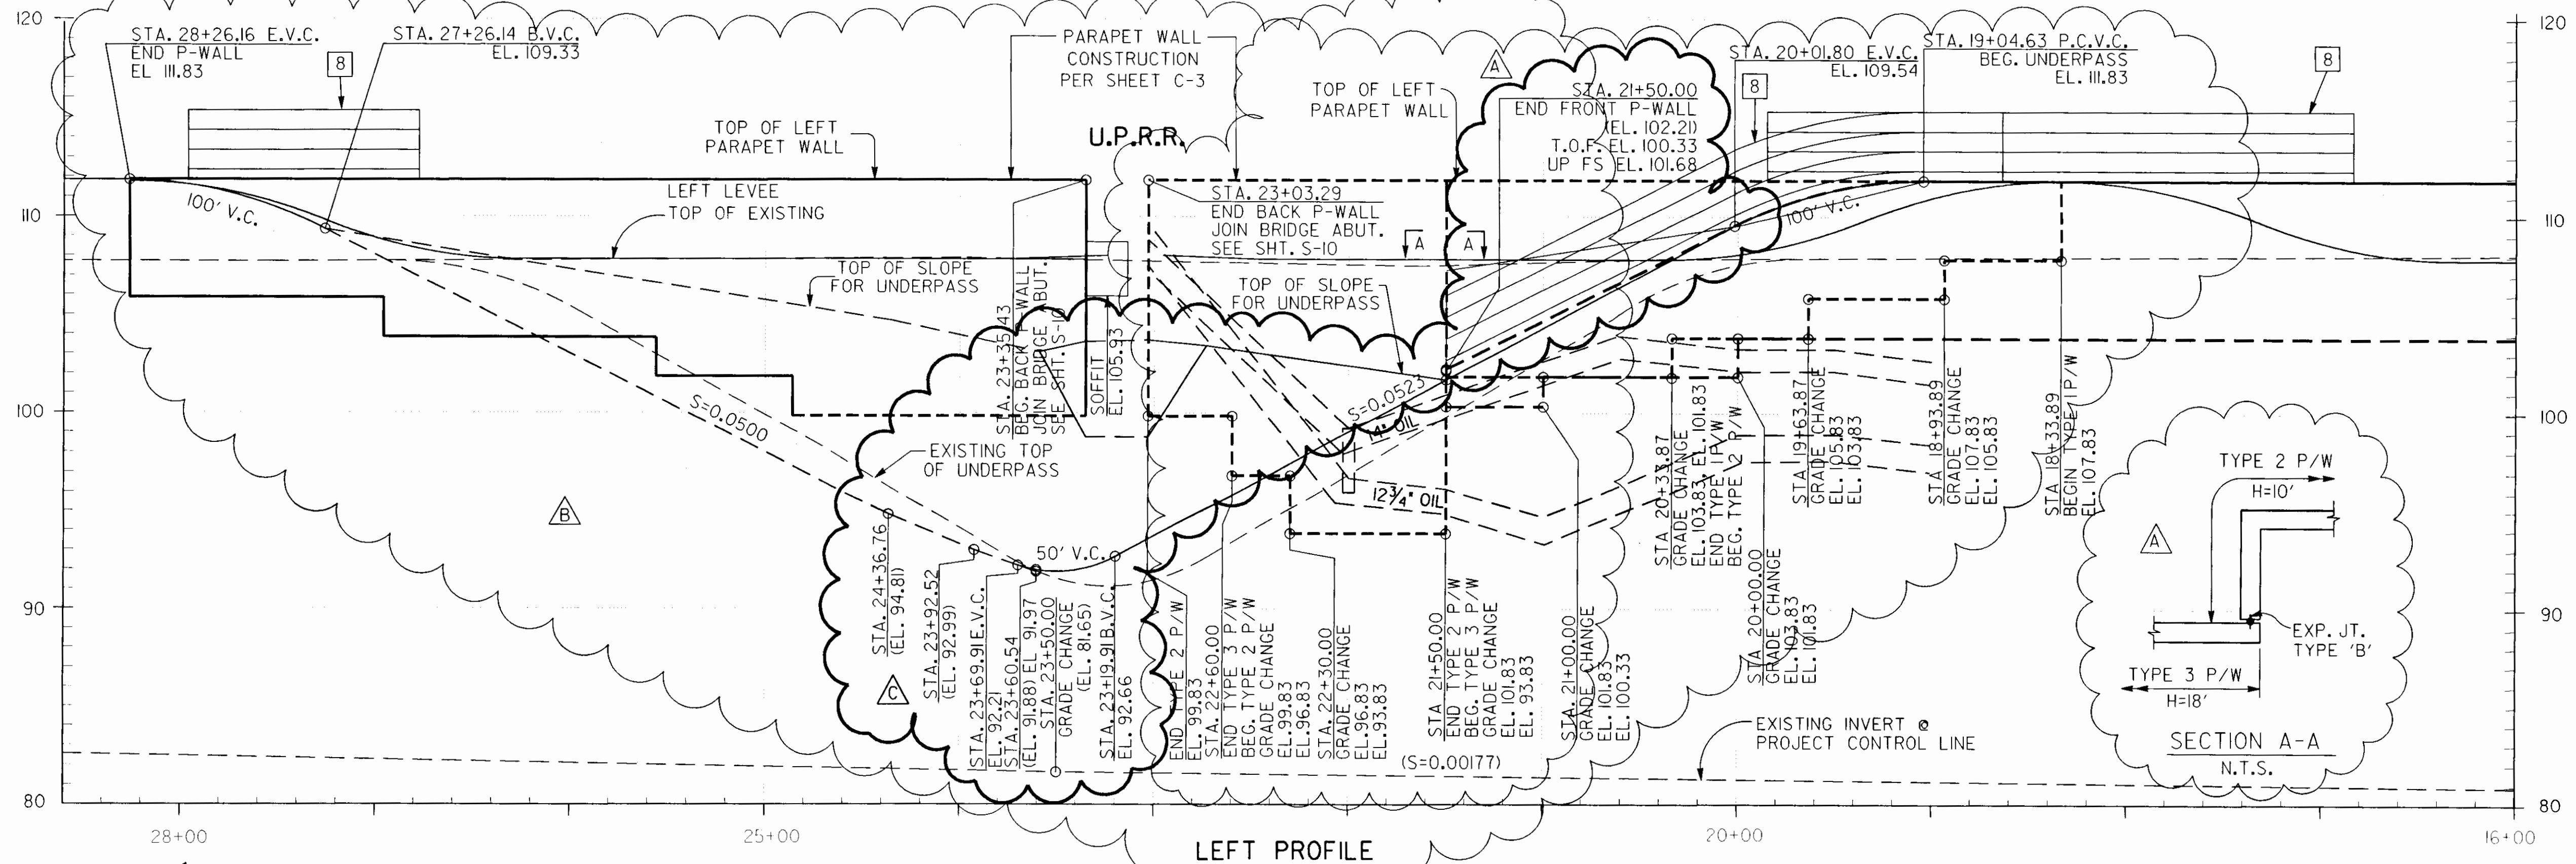 120
120
STA. 28+26.16 E.V.C.
END P-WALL
EL 111.83
8
STA. 27+26.14 B.V.C.
EL. 109.33
PARAPET WALL
CONSTRUCTION
PER SHEET C-3
A
STA. 20+01.80 E.V.C.
EL. 109.54
STA. 19+04.63 P.C.V.C.
BEG. UNDERPASS
EL. 111.83
8
8
TOP OF LEFT
PARAPET WALL
STA. 21+50.00
END FRONT P-WALL
(EL. 102.21)
T.O.F. EL. 100.33
UP FS EL. 101.68
TOP OF LEFT
PARAPET WALL
U.P.R.R.
110
110
100' V.C.
LEFT LEVEE
TOP OF EXISTING
STA. 23+03.29
END BACK P-WALL
JOIN BRIDGE ABUT.
SEE SHT. S-10
A
A
100' V.C.
TOP OF SLOPE
FOR UNDERPASS
TOP OF SLOPE
FOR UNDERPASS
STA. 23+35.43
BEG. BACK P-WALL
JOIN BRIDGE ABUT.
SEE SHT. S-10
SOFFIT
EL. 105.93
100
100
S=0.0500
S=0.0523
14" OIL
12¾" OIL
EXISTING TOP
OF UNDERPASS
B
C
50' V.C.
STA. 24+36.76
(EL. 94.81)
STA. 23+92.52
(EL. 92.99)
STA. 23+69.91 E.V.C.
EL. 92.21
STA. 23+60.54
(EL. 91.88) EL 91.97
STA. 23+50.00
GRADE CHANGE
(EL. 81.65)
STA. 23+19.91 B.V.C.
EL. 92.66
END TYPE 2 P/W
EL. 99.83
STA. 22+60.00
END TYPE 3 P/W
BEG. TYPE 2 P/W
GRADE CHANGE
EL. 99.83
EL. 96.83
STA. 22+30.00
GRADE CHANGE
EL. 96.83
EL. 93.83
STA 21+50.00
END TYPE 2 P/W
BEG. TYPE 3 P/W
GRADE CHANGE
EL. 101.83
EL. 93.83
STA. 21+00.00
GRADE CHANGE
EL. 101.83
EL. 100.33
STA 20+33.87
GRADE CHANGE
EL. 103.83 EL. 101.83
END TYPE 1P/W
BEG. TYPE 2 P/W
STA 20+00.00
GRADE CHANGE
EL. 103.83
EL. 101.83
STA 19+63.87
GRADE CHANGE
EL. 105.83
EL. 103.83
STA 18+93.89
GRADE CHANGE
EL. 107.83
EL. 105.83
STA 18+33.89
BEGIN TYPE 1P/W
EL. 107.83
90
90
TYPE 2 P/W
H=10'
A
EXP. JT.
TYPE 'B'
TYPE 3 P/W
H=18'
SECTION A-A
N.T.S.
EXISTING INVERT @
PROJECT CONTROL LINE
(S=0.00177)
80
80
28+00
25+00
20+00
16+00
LEFT PROFILE